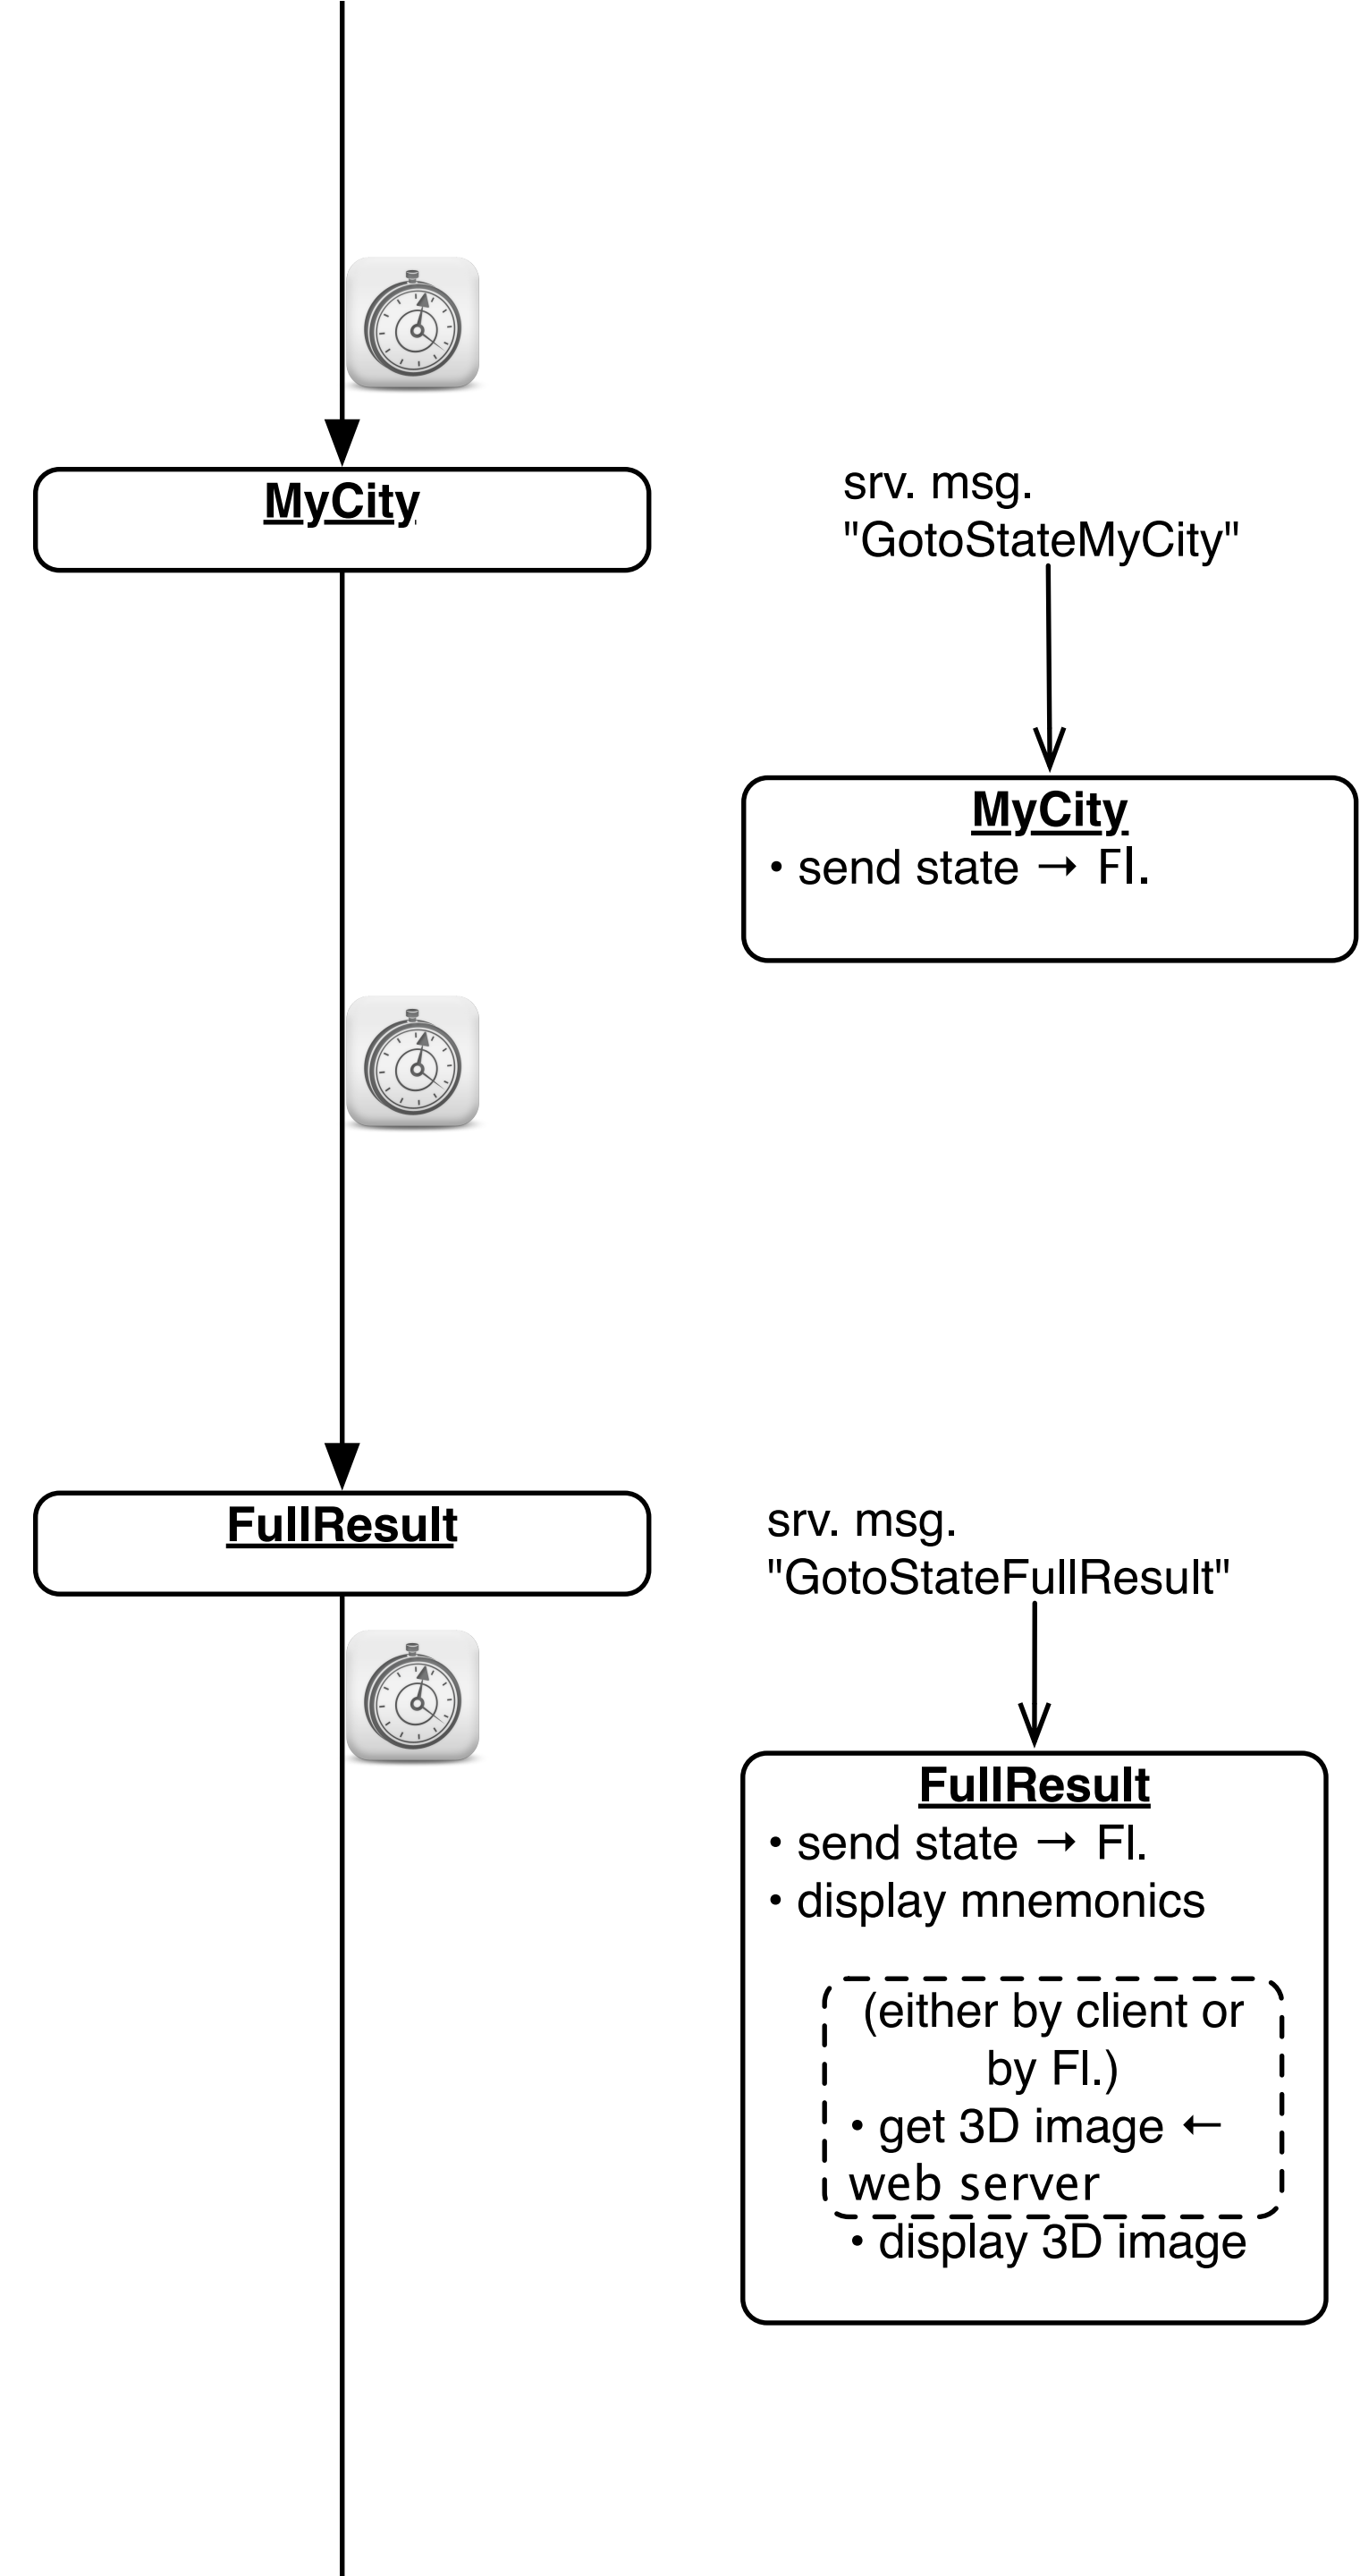 MyCity
srv. msg.
"GotoStateMyCity"
MyCity
• send state → Fl.
FullResult
srv. msg.
"GotoStateFullResult"
FullResult
• send state → Fl.
• display mnemonics
(either by client or
by Fl.)
• get 3D image ←
web server
• display 3D image